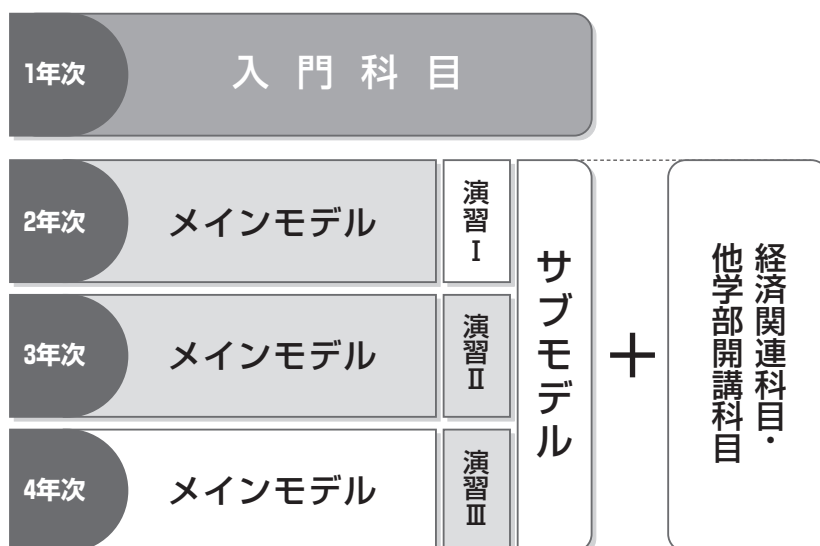 1年次
入門科目
2年次
メインモデル
演習Ⅰ
3年次
メインモデル
演習Ⅱ
4年次
メインモデル
演習Ⅲ
サブモデル
＋
経済関連科目・
他学部開講科目